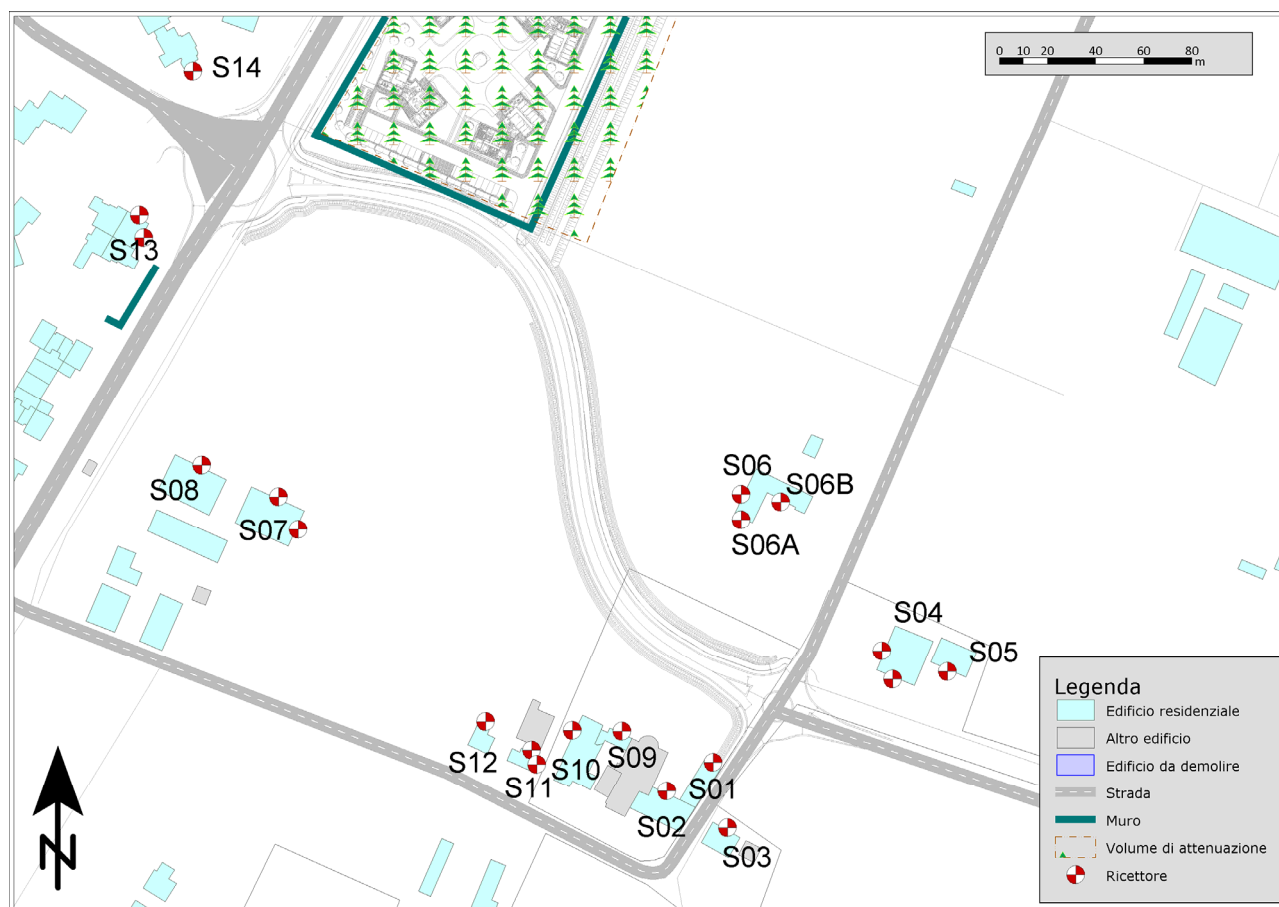 S14
0 10 20 40 60 80
m
S13
S08
S07
S06
S06B
S06A
S04
S05
S12
S11
S10
S09
S01
S02
S03
N
Legenda
Edificio residenziale
Altro edificio
Edificio da demolire
Strada
Muro
Volume di attenuazione
Ricettore